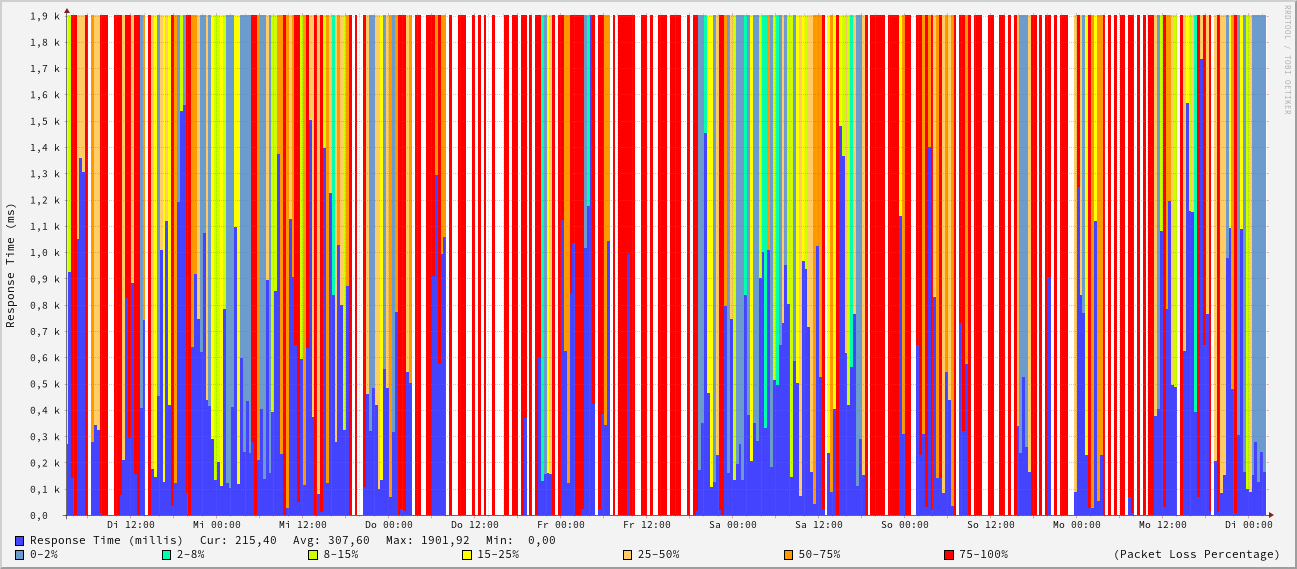 RRDTOOL / TOBI OETIKER
Response Time (ms)
1,9 k
1,8 k
1,7 k
1,6 k
1,5 k
1,4 k
1,3 k
1,2 k
1,1 k
1,0 k
0,9 k
0,8 k
0,7 k
0,6 k
0,5 k
0,4 k
0,3 k
0,2 k
0,1 k
0,0
Di 12:00 Mi 00:00 Mi 12:00 Do 00:00 Do 12:00 Fr 00:00 Fr 12:00 Sa 00:00 Sa 12:00 So 00:00 So 12:00 Mo 00:00 Mo 12:00 Di 00:00
Response Time (millis) Cur: 215,40 Avg: 307,60 Max: 1901,92 Min: 0,00
0-2% 2-8% 8-15% 15-25% 25-50% 50-75% 75-100% (Packet Loss Percentage)